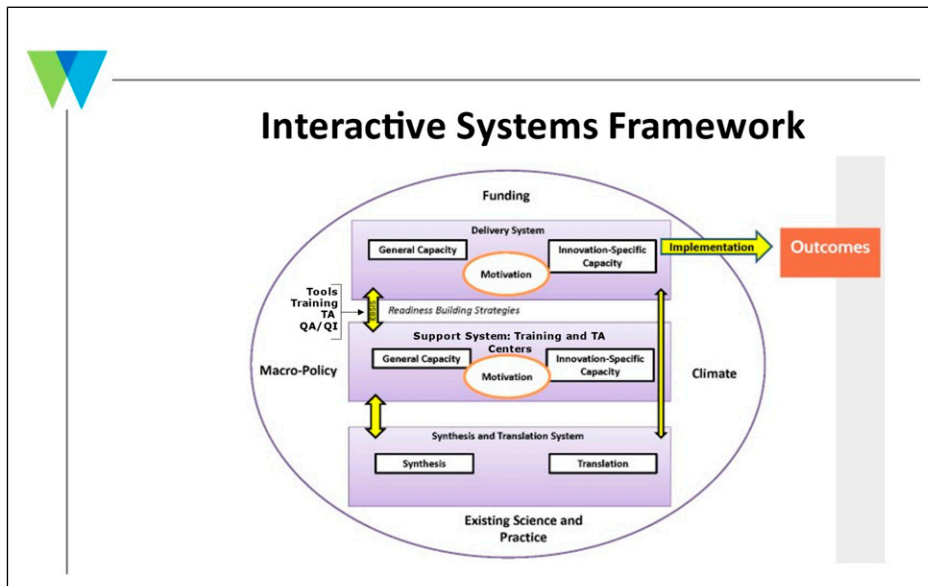 Interactive Systems Framework
Funding
Delivery System
General Capacity
Innovation-Specific
Capacity
Motivation
Implementation
Outcomes
Tools
Training
TA
QA/QI
EBSIS
Readiness Building Strategies
Support System: Training and TA
Centers
General Capacity
Innovation-Specific
Capacity
Motivation
Macro-Policy
Climate
Synthesis and Translation System
Synthesis
Translation
Existing Science and
Practice